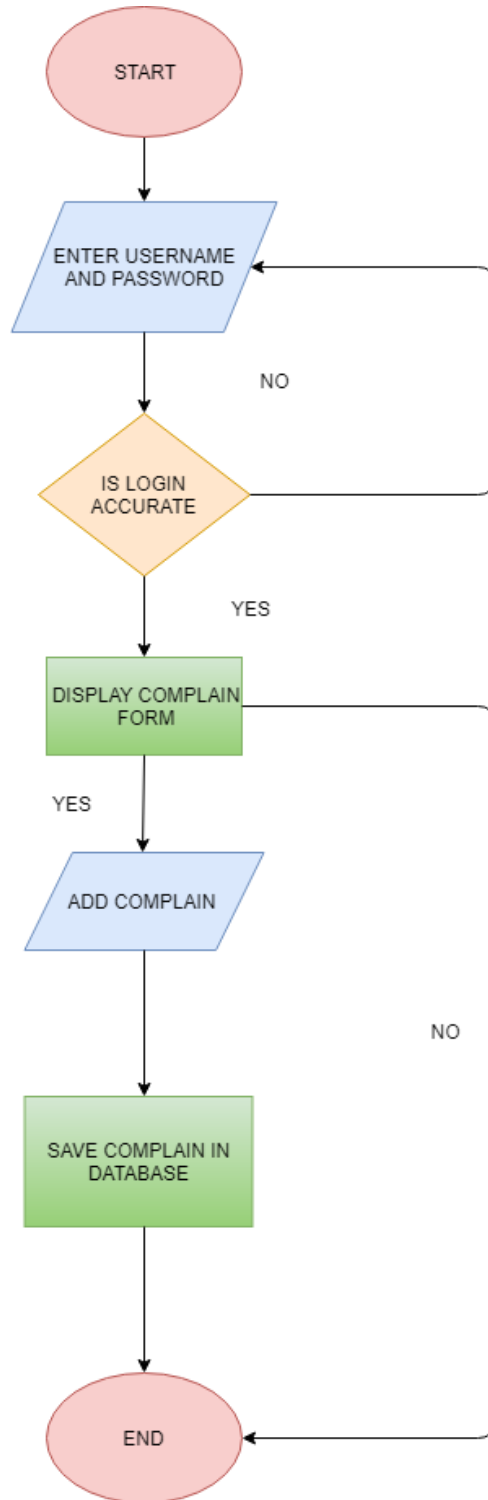 START
ENTER USERNAME
AND PASSWORD
NO
IS LOGIN
ACCURATE
YES
DISPLAY COMPLAIN
FORM
YES
ADD COMPLAIN
NO
SAVE COMPLAIN IN
DATABASE
END